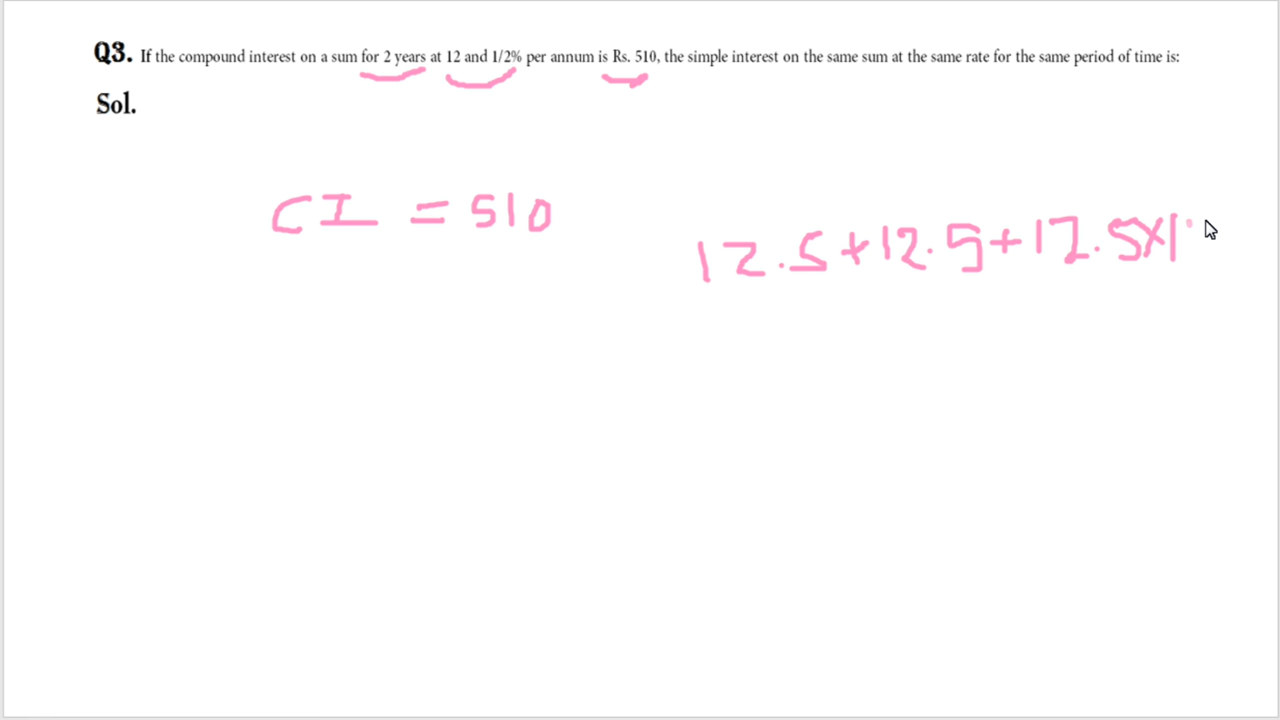 Q3. If the compound interest on a sum for 2 years at 12 and 1/2% per annum is Rs. 510, the simple interest on the same sum at the same rate for the same period of time is:
Sol.
CI = 510
12.5+12.5+12.5×1